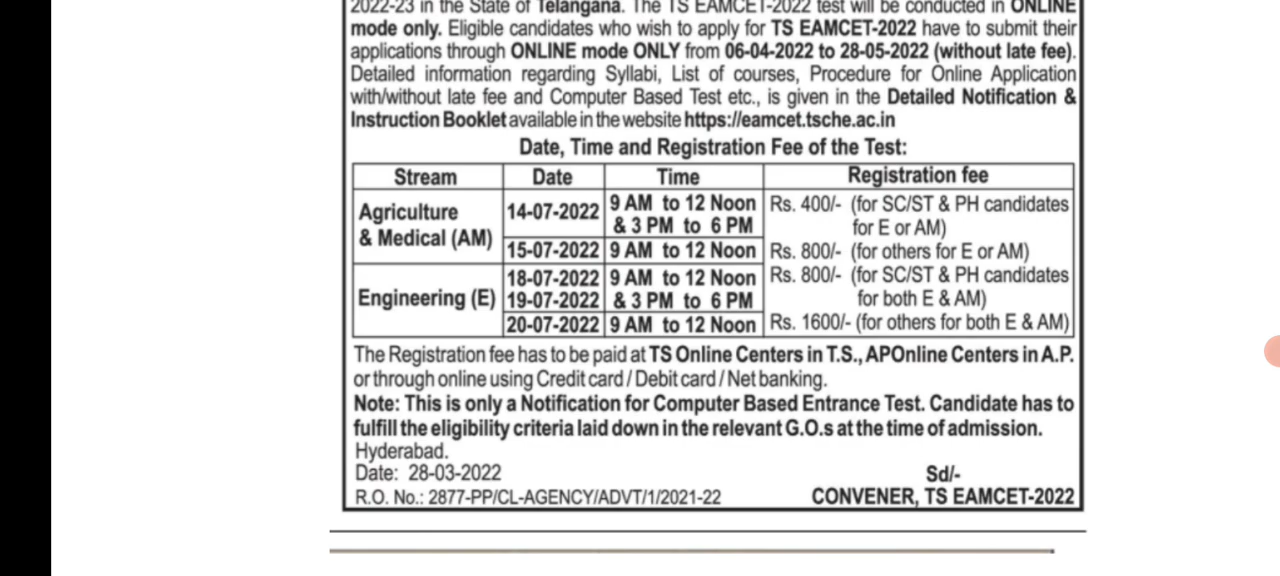 2022-23 in the State of Telangana. The TS EAMCET-2022 test will be conducted in ONLINE
mode only. Eligible candidates who wish to apply for TS EAMCET-2022 have to submit their
applications through ONLINE mode ONLY from 06-04-2022 to 28-05-2022 (without late fee).
Detailed information regarding Syllabi, List of courses, Procedure for Online Application
with/without late fee and Computer Based Test etc., is given in the Detailed Notification &
Instruction Booklet available in the website https://eamcet.tsche.ac.in
Date, Time and Registration Fee of the Test:
Stream Date Time Registration fee
Agriculture
& Medical (AM)
14-07-2022
9 AM to 12 Noon
& 3 PM to 6 PM
15-07-2022 9 AM to 12 Noon
Engineering (E)
18-07-2022 9 AM to 12 Noon
19-07-2022 & 3 PM to 6 PM
20-07-2022 9 AM to 12 Noon
Rs. 400/- (for SC/ST & PH candidates
for E or AM)
Rs. 800/- (for others for E or AM)
Rs. 800/- (for SC/ST & PH candidates
for both E & AM)
Rs. 1600/- (for others for both E & AM)
The Registration fee has to be paid at TS Online Centers in T.S., APOnline Centers in A.P.
or through online using Credit card / Debit card / Net banking.
Note: This is only a Notification for Computer Based Entrance Test. Candidate has to
fulfill the eligibility criteria laid down in the relevant G.O.s at the time of admission.
Hyderabad.
Date: 28-03-2022
Sd/-
R.O. No.: 2877-PP/CL-AGENCY/ADVT/1/2021-22
CONVENER, TS EAMCET-2022